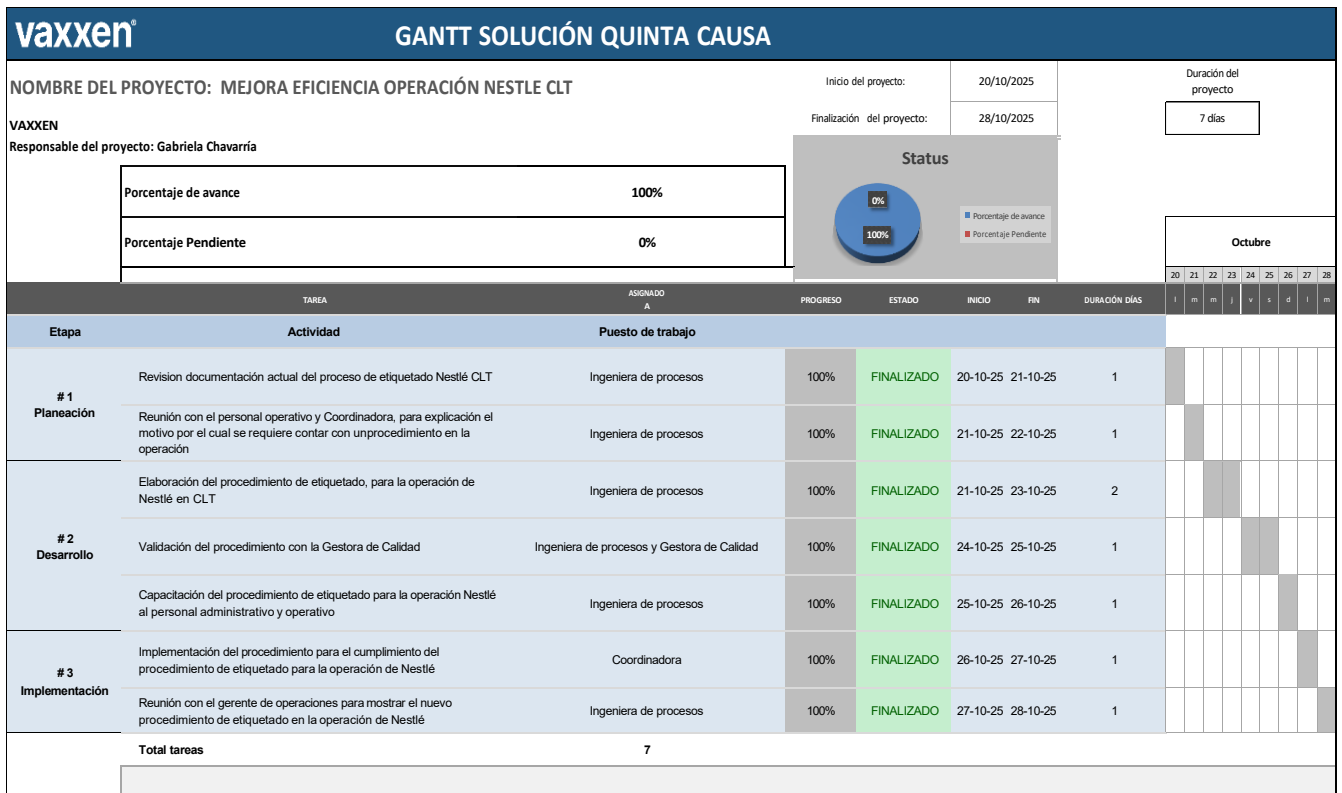 vaxxen®
GANTT SOLUCIÓN QUINTA CAUSA
NOMBRE DEL PROYECTO: MEJORA EFICIENCIA OPERACIÓN NESTLE CLT
Inicio del proyecto: 20/10/2025
Duración del
proyecto
VAXXEN
Finalización del proyecto: 28/10/2025
7 días
Responsable del proyecto: Gabriela Chavarría
Status
Porcentaje de avance 100%
0%
100%
Porcentaje de avance
Porcentaje Pendiente
Porcentaje Pendiente 0%
Octubre
20 21 22 23 24 25 26 27 28
TAREA ASIGNADO
A
PROGRESO ESTADO INICIO FIN DURACIÓN DÍAS l m m j v s d l m
Etapa Actividad Puesto de trabajo
# 1
Planeación
Revision documentación actual del proceso de etiquetado Nestlé CLT Ingeniera de procesos 100% FINALIZADO 20-10-25 21-10-25 1
Reunión con el personal operativo y Coordinadora, para explicación el
motivo por el cual se requiere contar con unprocedimiento en la
operación
Ingeniera de procesos 100% FINALIZADO 21-10-25 22-10-25 1
# 2
Desarrollo
Elaboración del procedimiento de etiquetado, para la operación de
Nestlé en CLT
Ingeniera de procesos 100% FINALIZADO 21-10-25 23-10-25 2
Validación del procedimiento con la Gestora de Calidad Ingeniera de procesos y Gestora de Calidad 100% FINALIZADO 24-10-25 25-10-25 1
Capacitación del procedimiento de etiquetado para la operación Nestlé
al personal administrativo y operativo
Ingeniera de procesos 100% FINALIZADO 25-10-25 26-10-25 1
# 3
Implementación
Implementación del procedimiento para el cumplimiento del
procedimiento de etiquetado para la operación de Nestlé
Coordinadora 100% FINALIZADO 26-10-25 27-10-25 1
Reunión con el gerente de operaciones para mostrar el nuevo
procedimiento de etiquetado en la operación de Nestlé
Ingeniera de procesos 100% FINALIZADO 27-10-25 28-10-25 1
Total tareas 7